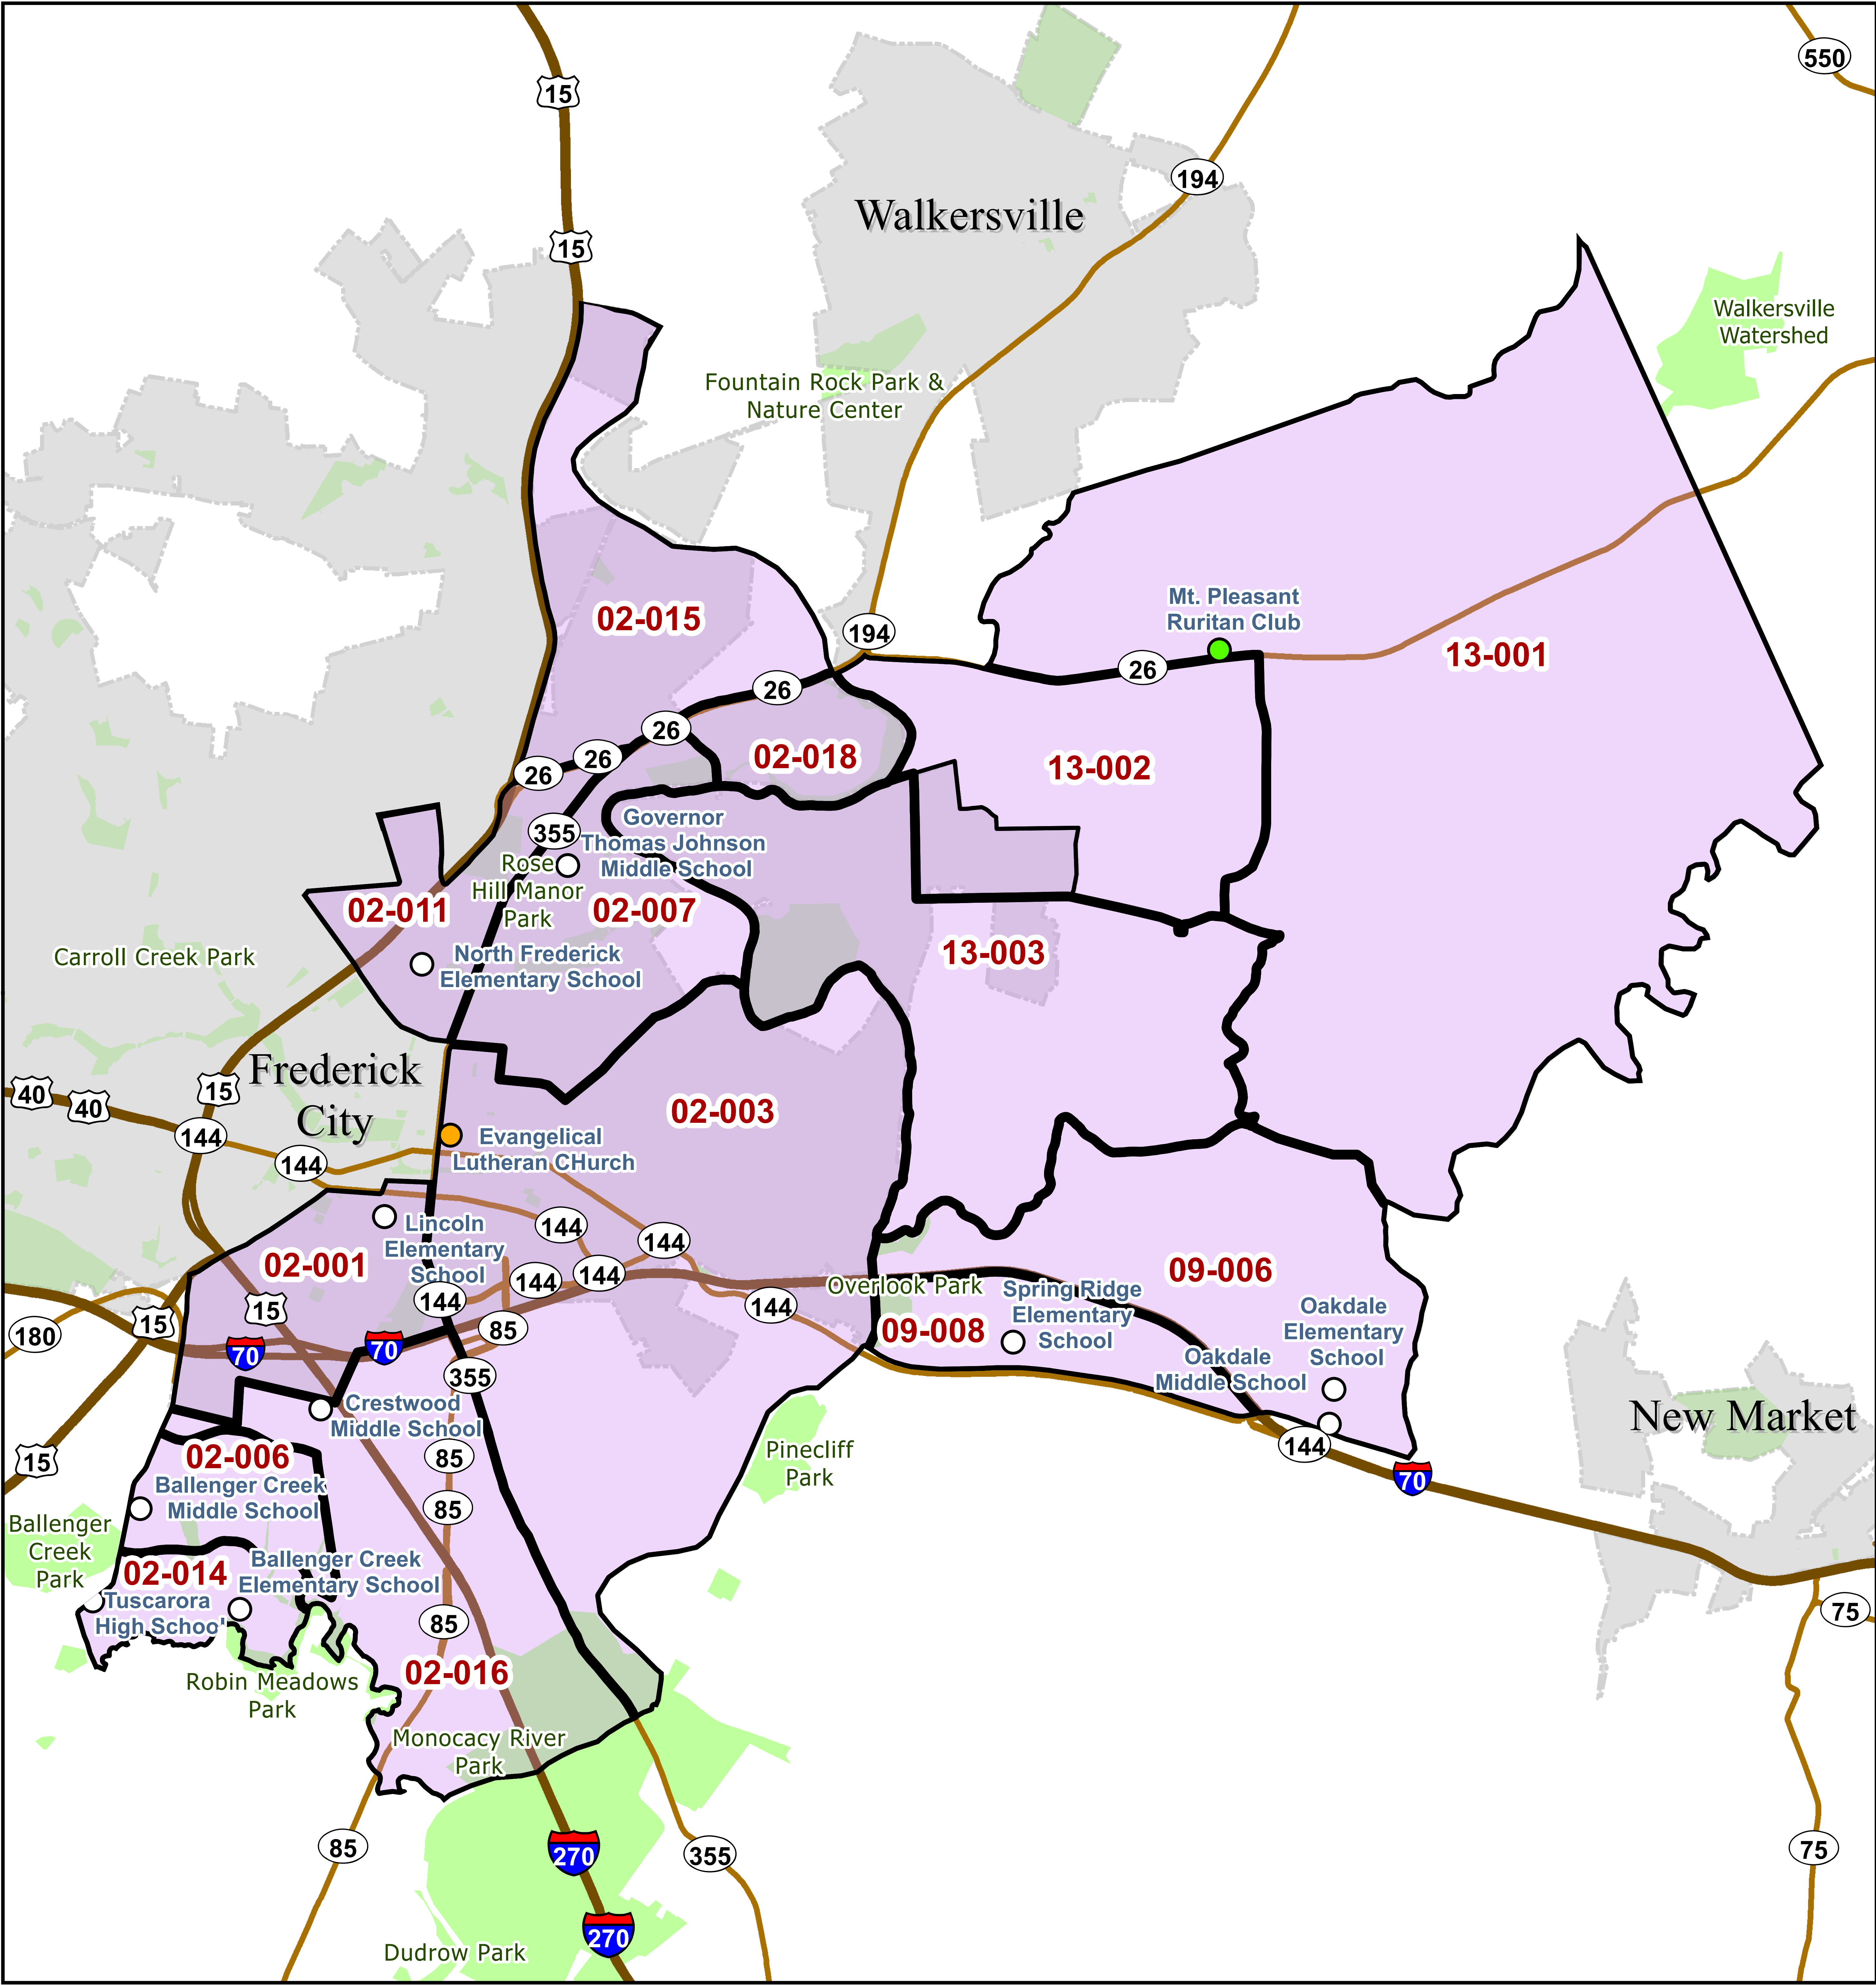 550
15
194
Walkersville
15
Walkersville
Watershed
Fountain Rock Park &
Nature Center
Mt. Pleasant
Ruritan Club
02-015
194
13-001
26
26
26
26
26
02-018
13-002
355
Governor
Thomas Johnson
Middle School
Rose
Hill Manor
Park
02-011
02-007
North Frederick
Elementary School
13-003
Carroll Creek Park
Frederick
City
40
40
15
144
02-003
Evangelical
Lutheran CHurch
144
Lincoln
Elementary
School
144
144
02-001
144
144
144
144
09-006
Overlook Park
Spring Ridge
Elementary
School
Oakdale
Elementary
School
15
15
180
85
70
70
09-008
Oakdale
Middle School
355
Crestwood
Middle School
New Market
144
70
15
85
02-006
Ballenger Creek
Middle School
Pinecliff
Park
85
Ballenger
Creek
Park
02-014
Ballenger Creek
Elementary School
Tuscarora
High School
85
75
02-016
Robin Meadows
Park
Monocacy River
Park
85
270
355
75
270
Dudrow Park